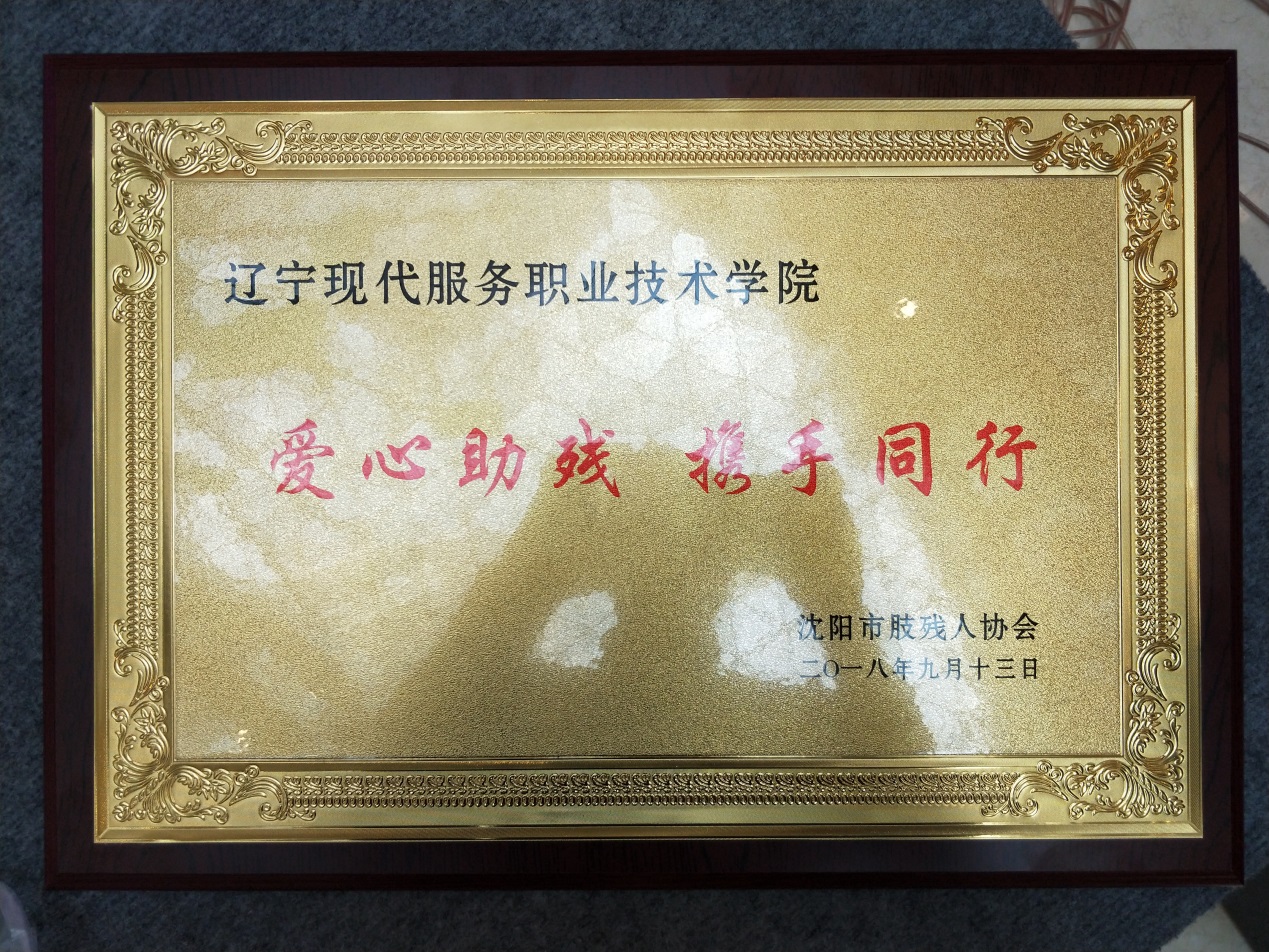 辽宁现代服务职业技术学院
爱心助残 携手同行
沈阳市肢残人协会
二〇一八年九月十三日